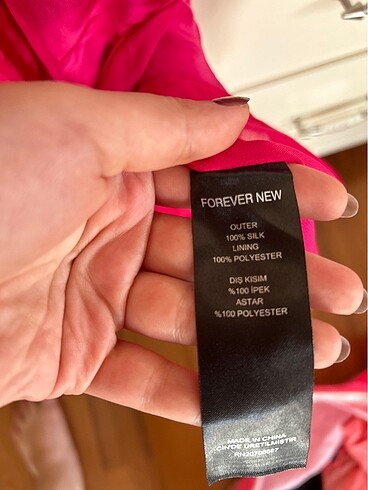 FOREVER NEW
OUTER
100% SILK
LINING
100% POLYESTER
DIŞ KISIM
%100 İPEK
ASTAR
%100 POLYESTER
MADE IN CHINA
ÇİN'DE ÜRETİLMİŞTİR